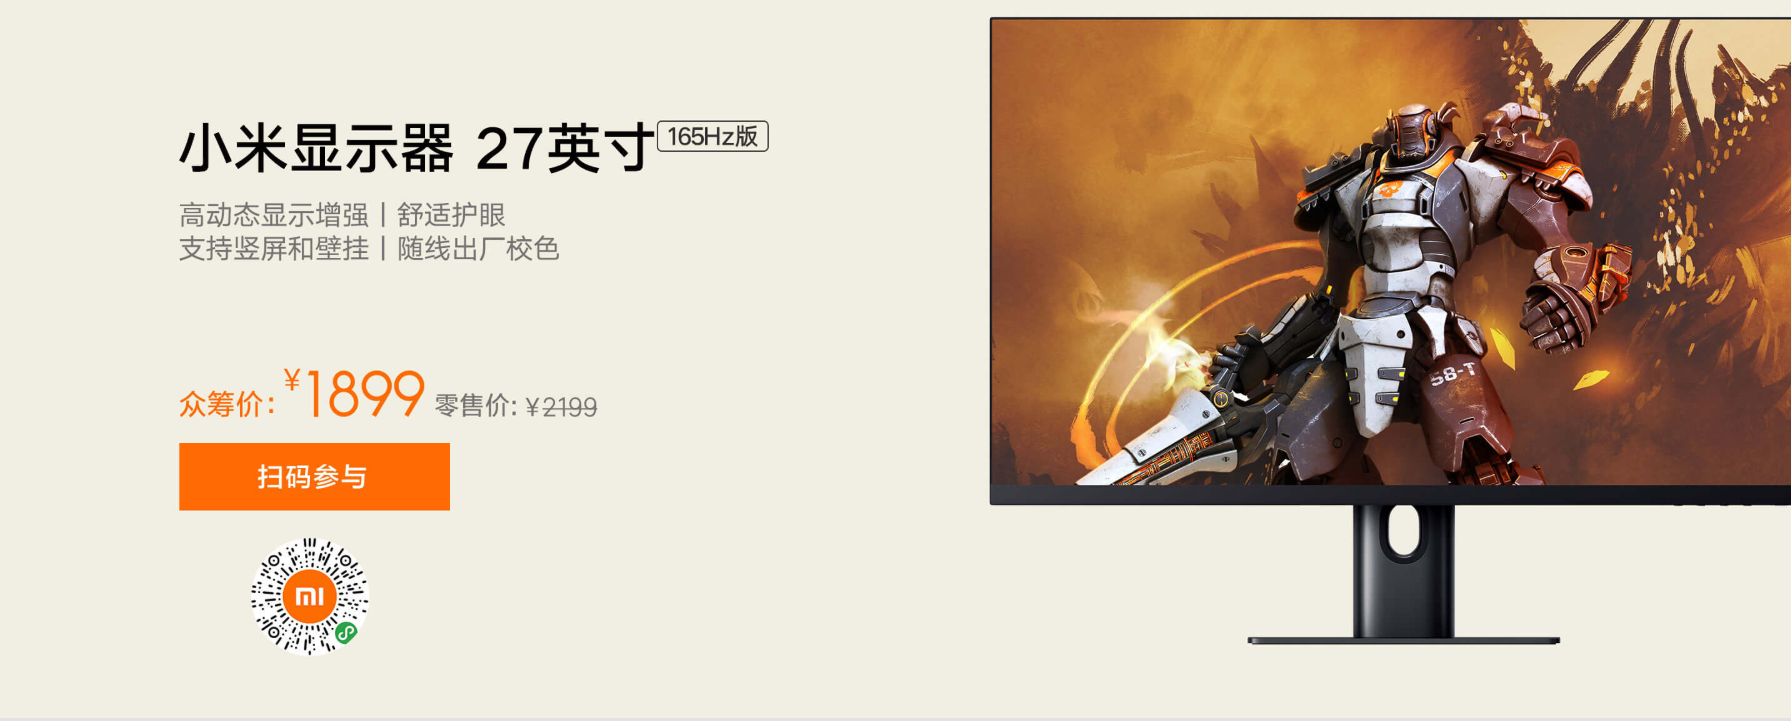 小米显示器 27英寸 165Hz版
高动态显示增强丨舒适护眼
支持竖屏和壁挂丨随线出厂校色
众筹价：¥1899 零售价: ¥2199
扫码参与
mi
58-T